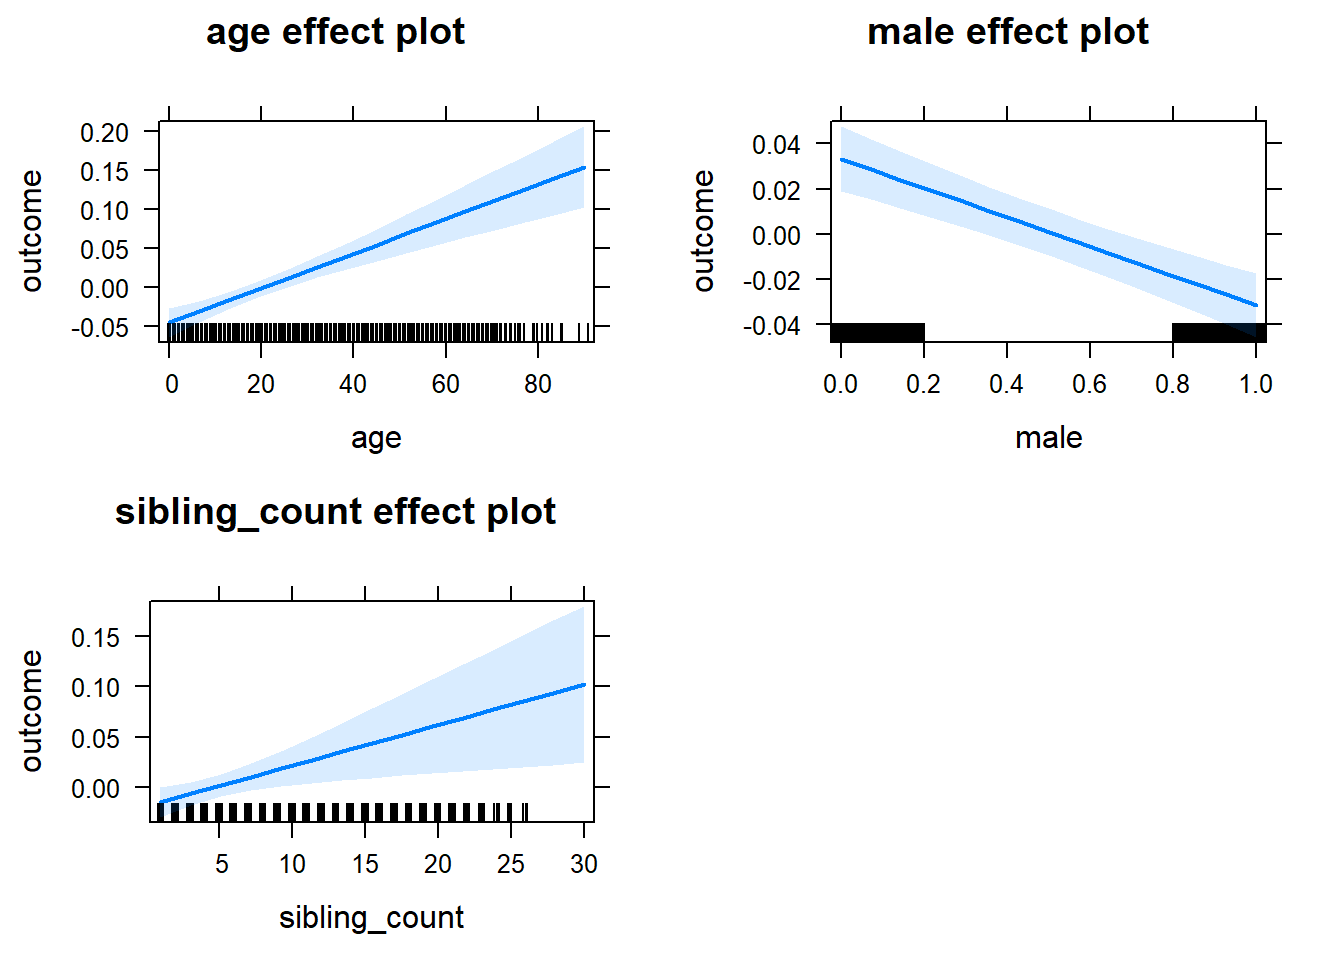 age effect plot
outcome
0.20
0.15
0.10
0.05
0.00
-0.05
0 20 40 60 80
age
male effect plot
outcome
0.04
0.02
0.00
-0.02
-0.04
0.0 0.2 0.4 0.6 0.8 1.0
male
sibling_count effect plot
outcome
0.15
0.10
0.05
0.00
5 10 15 20 25 30
sibling_count